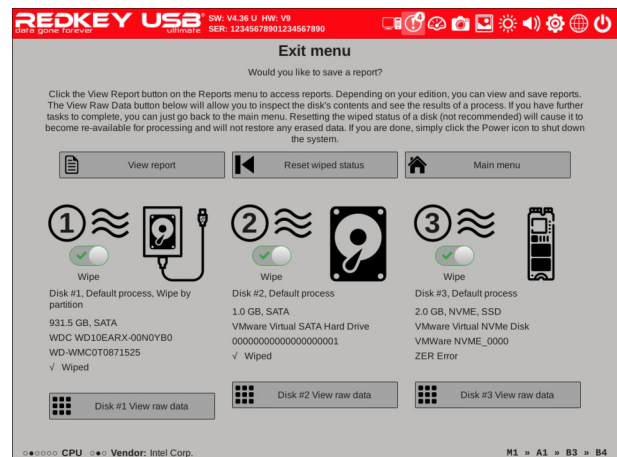 REDKEY USB®
data gone forever ultimate
SW: V4.36 U HW: V9
SER: 12345678901234567890
Exit menu
Would you like to save a report?
Click the View Report button on the Reports menu to access reports. Depending on your edition, you can view and save reports.
The View Raw Data button below will allow you to inspect the disk's contents and see the results of a process. If you have further
tasks to complete, you can just go back to the main menu. Resetting the wiped status of a disk (not recommended) will cause it to
become re-available for processing and will not restore any erased data. If you are done, simply click the Power icon to shut down
the system.
View report
Reset wiped status
Main menu
1
Wipe
Disk #1, Default process, Wipe by
partition
931.5 GB, SATA
WDC WD10EARX-00N0YB0
WD-WMC0T0871525
√ Wiped
Disk #1 View raw data
2
Wipe
Disk #2, Default process
1.0 GB, SATA
VMware Virtual SATA Hard Drive
00000000000000000001
√ Wiped
Disk #2 View raw data
3
Wipe
Disk #3, Default process
2.0 GB, NVME, SSD
VMware Virtual NVMe Disk
VMWare NVME_0000
ZER Error
Disk #3 View raw data
CPU Vendor: Intel Corp.
M1 » A1 » B3 » B4